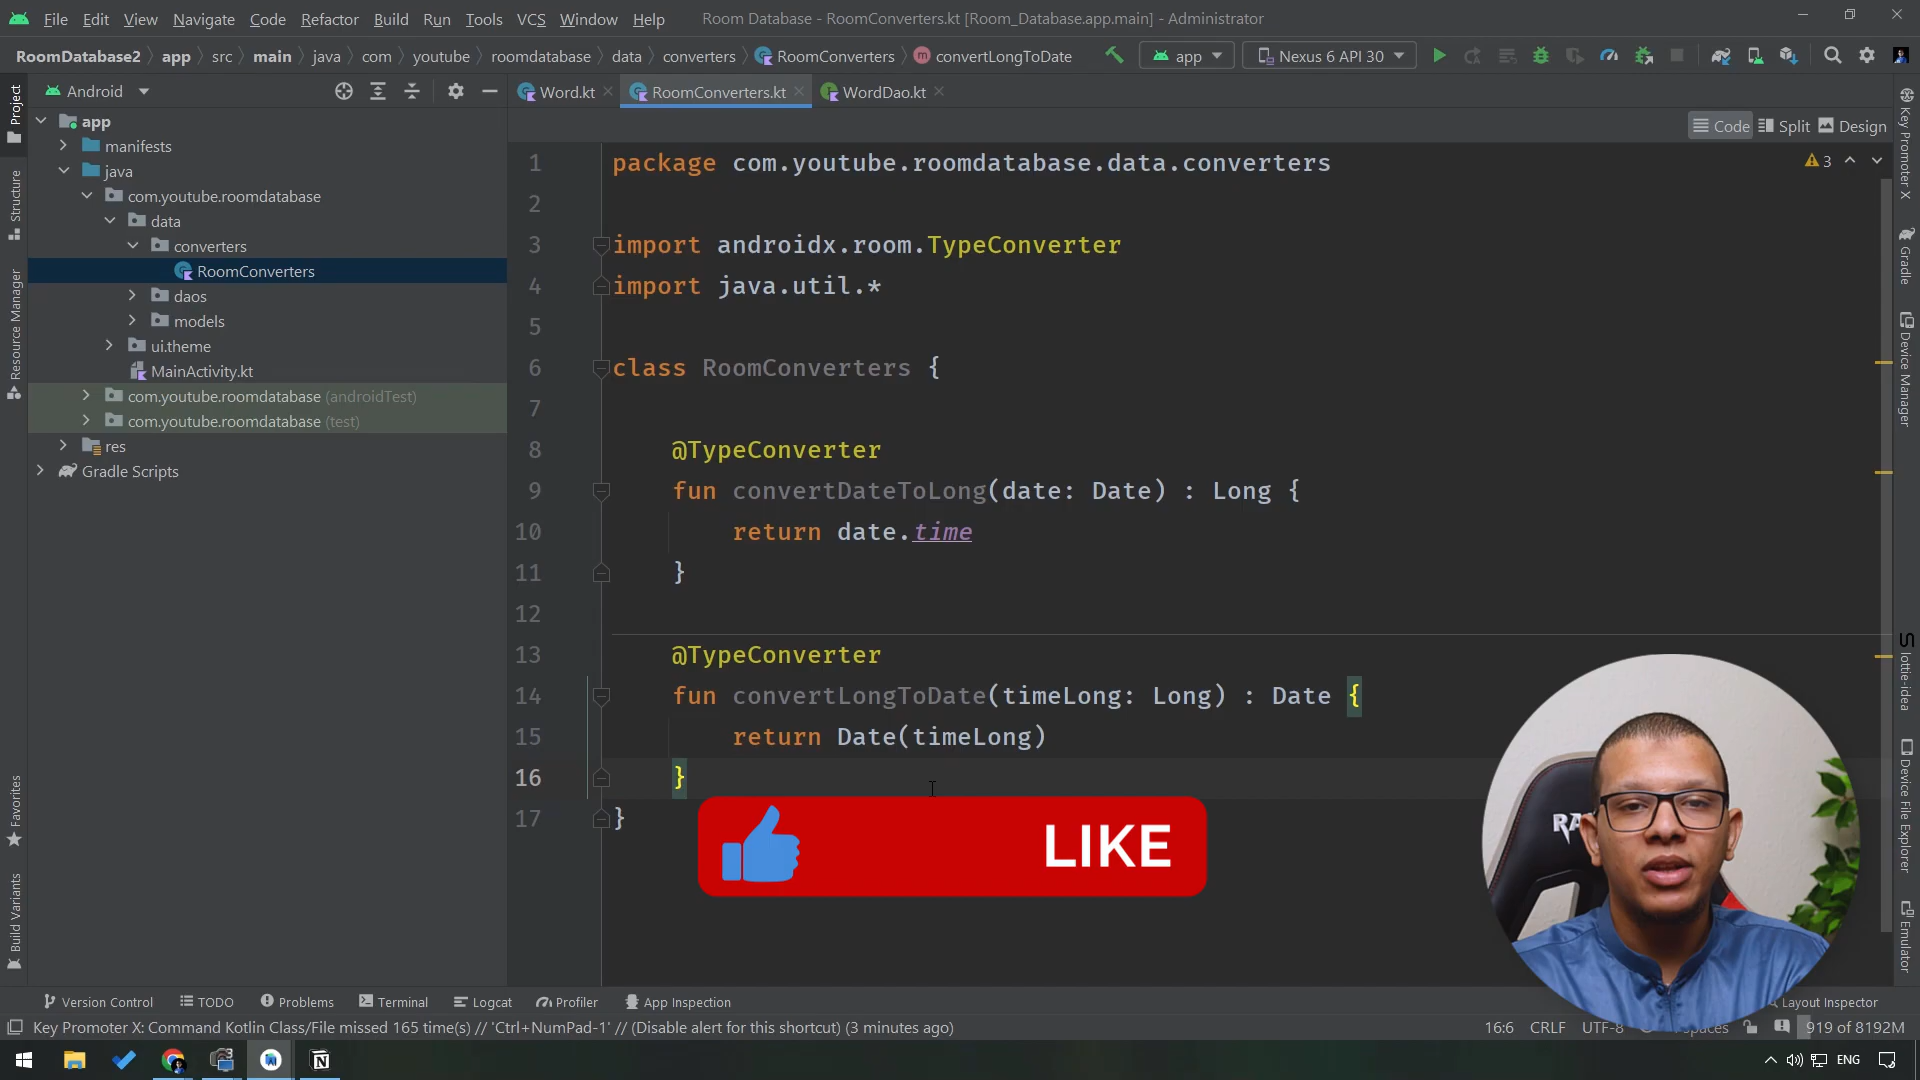 File Edit View Navigate Code Refactor Build Run Tools VCS Window Help Room Database - RoomConverters.kt [Room_Database.app.main] - Administrator
RoomDatabase2 app src main java com youtube roomdatabase data converters RoomConverters convertLongToDate app Nexus 6 API 30
Project
Android
Word.kt RoomConverters.kt WordDao.kt
Code Split Design
app
manifests
java
com.youtube.roomdatabase
data
converters
RoomConverters
daos
models
ui.theme
MainActivity.kt
com.youtube.roomdatabase (androidTest)
com.youtube.roomdatabase (test)
res
Gradle Scripts
Structure
Resource Manager
Favorites
Build Variants
3
1 package com.youtube.roomdatabase.data.converters
2
3 import androidx.room.TypeConverter
4 import java.util.*
5
6 class RoomConverters {
7
8 @TypeConverter
9 fun convertDateToLong(date: Date) : Long {
10 return date.time
11 }
12
13 @TypeConverter
14 fun convertLongToDate(timeLong: Long) : Date {
15 return Date(timeLong)
16 }
17 }
LIKE
Key Promoter X
Gradle
Device Manager
lottie-idea
Device File Explorer
Emulator
Version Control TODO Problems Terminal Logcat Profiler App Inspection Layout Inspector
Key Promoter X: Command Kotlin Class/File missed 165 time(s) // 'Ctrl+NumPad-1' // (Disable alert for this shortcut) (3 minutes ago) 16:6 CRLF UTF-8 919 of 8192M
ENG